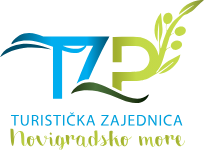 TZP
TURISTIČKA ZAJEDNICA
Novigradsko more